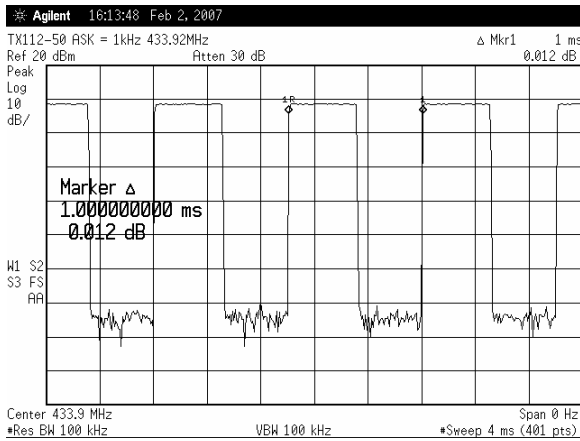 Agilent 16:13:48 Feb 2, 2007
TX112-50 ASK = 1kHz 433.92MHz
Δ Mkr1 1 ms
Ref 20 dBm Atten 30 dB 0.012 dB
Peak
Log
10
dB/
1R 1
Marker Δ
1.000000000 ms
0.012 dB
W1 S2
S3 FS
AA
Center 433.9 MHz Span 0 Hz
#Res BW 100 kHz VBW 100 kHz #Sweep 4 ms (401 pts)